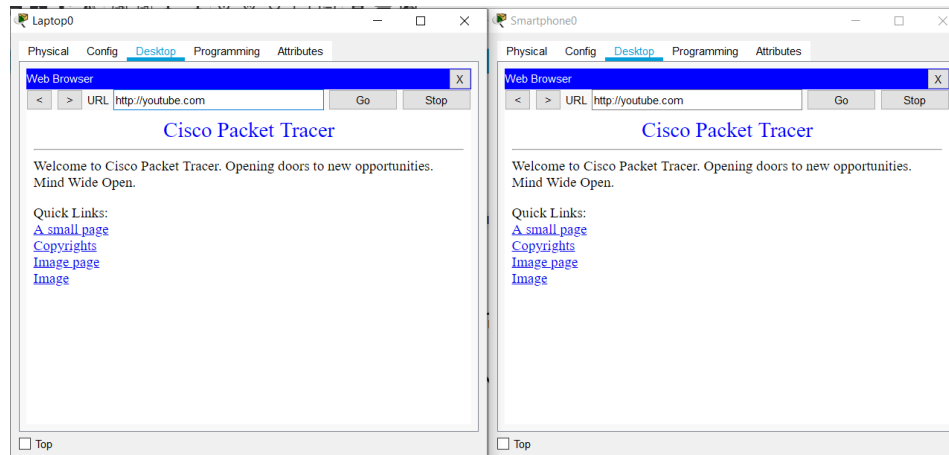 Laptop0
Physical Config Desktop Programming Attributes
Web Browser X
< > URL http://youtube.com Go Stop
Cisco Packet Tracer
Welcome to Cisco Packet Tracer. Opening doors to new opportunities.
Mind Wide Open.
Quick Links:
A small page
Copyrights
Image page
Image
Top
Smartphone0
Physical Config Desktop Programming Attributes
Web Browser X
< > URL http://youtube.com Go Stop
Cisco Packet Tracer
Welcome to Cisco Packet Tracer. Opening doors to new opportunities.
Mind Wide Open.
Quick Links:
A small page
Copyrights
Image page
Image
Top